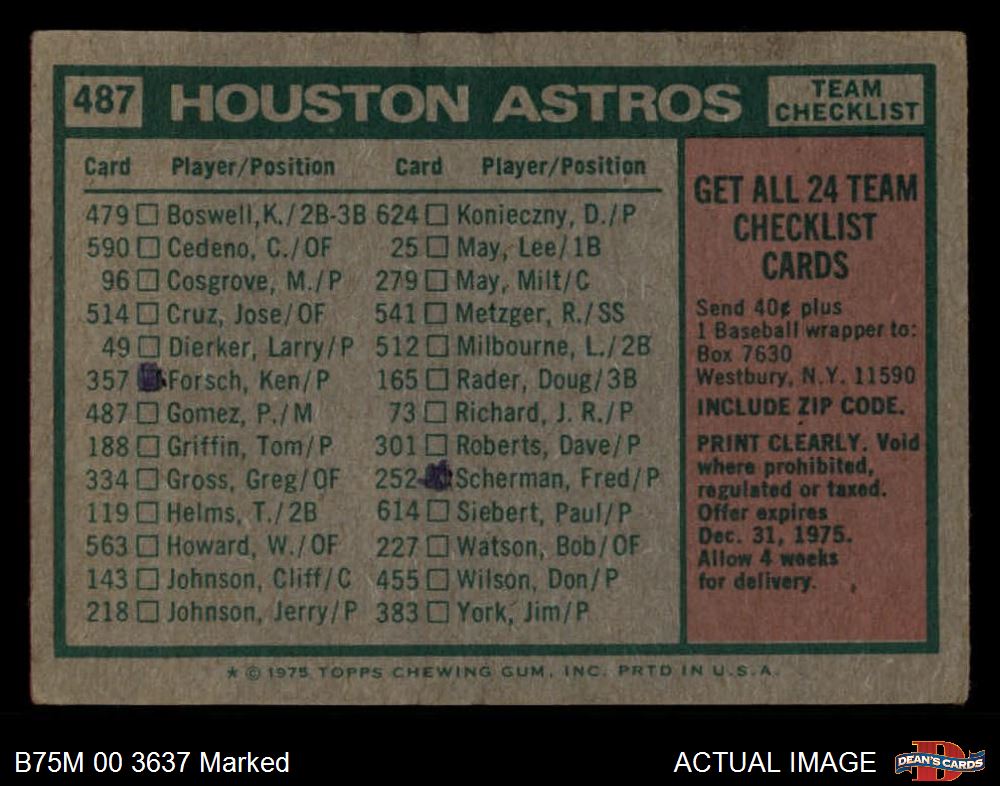 487 HOUSTON ASTROS TEAM CHECKLIST
Card Player/Position Card Player/Position
479 Boswell,K./2B-3B 624 Konieczny, D./P
590 Cedeno, C./OF 25 May, Lee/1B
96 Cosgrove, M./P 279 May, Milt/C
514 Cruz, Jose/OF 541 Metzger, R./SS
49 Dierker, Larry/P 512 Milbourne, L./2B
357 Forsch, Ken/P 165 Rader, Doug/3B
487 Gomez, P./M 73 Richard, J. R./P
188 Griffin, Tom/P 301 Roberts, Dave/P
334 Gross, Greg/OF 252 Scherman, Fred/P
119 Helms, T./2B 614 Siebert, Paul/P
563 Howard, W./OF 227 Watson, Bob/OF
143 Johnson, Cliff/C 455 Wilson, Don/P
218 Johnson, Jerry/P 383 York, Jim/P
GET ALL 24 TEAM
CHECKLIST
CARDS
Send 40¢ plus
1 Baseball wrapper to:
Box 7630
Westbury, N.Y. 11590
INCLUDE ZIP CODE.
PRINT CLEARLY. Void
where prohibited,
regulated or taxed.
Offer expires
Dec. 31, 1975.
Allow 4 weeks
for delivery.
* © 1975 TOPPS CHEWING GUM, INC. PRTD IN U.S.A.
B75M 00 3637 Marked ACTUAL IMAGE
D
DEAN'S CARDS